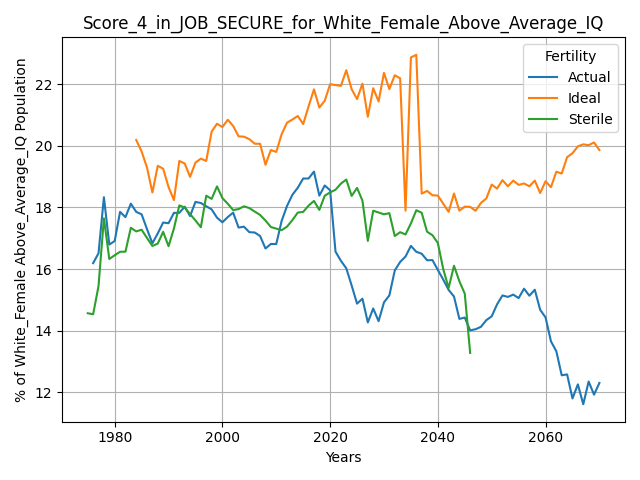 Score_4_in_JOB_SECURE_for_White_Female_Above_Average_IQ
% of White_Female Above_Average_IQ Population
22
20
18
16
14
12
Fertility
Actual
Ideal
Sterile
1980
2000
2020
2040
2060
Years